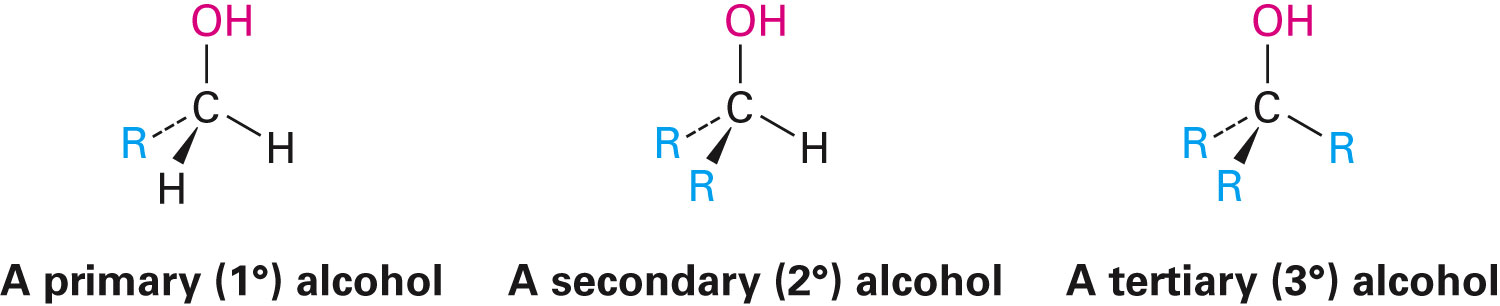 OH OH OH
C C C
R H R H R R
H R R
A primary (1°) alcohol A secondary (2°) alcohol A tertiary (3°) alcohol